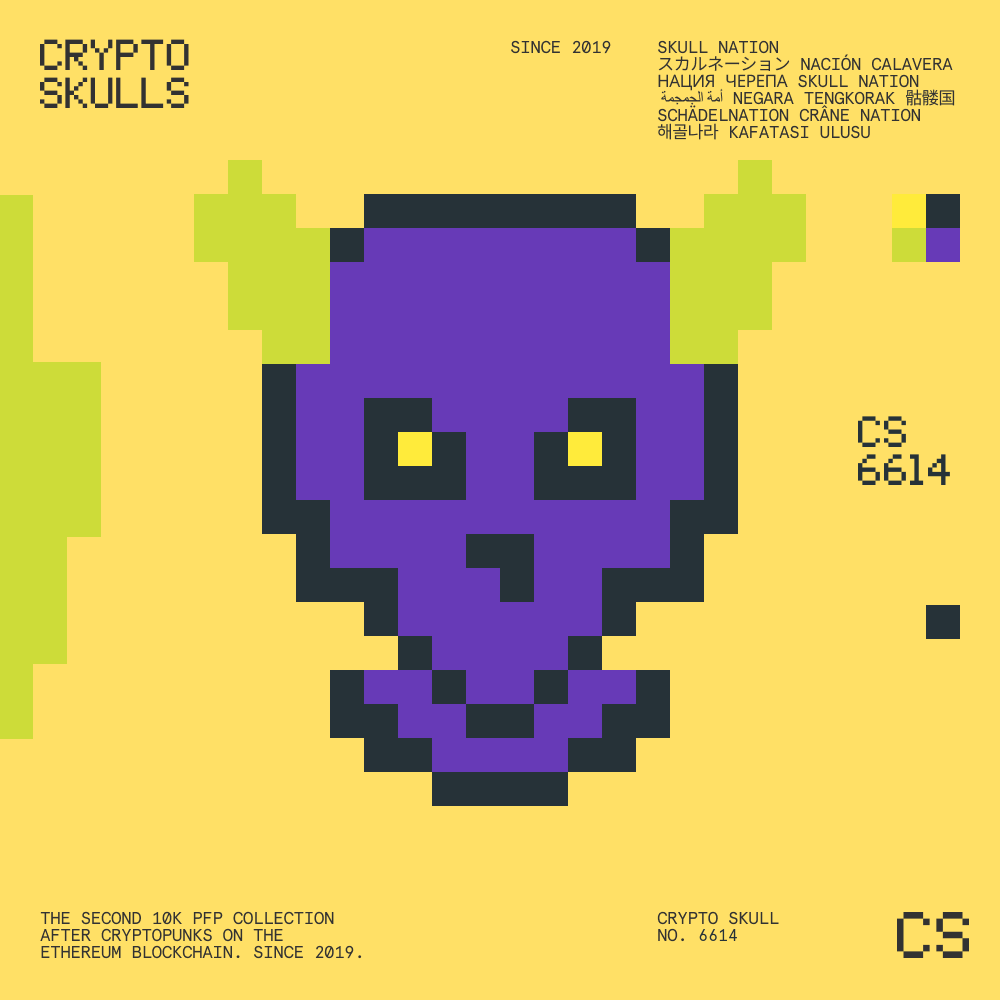 CRYPTO
SKULLS
SINCE 2019
SKULL NATION
スカルネーション NACIÓN CALAVERA
НАЦИЯ ЧЕРЕПА SKULL NATION
أمة الجمجمة NEGARA TENGKORAK 骷髅国
SCHÄDELNATION CRÂNE NATION
해골나라 KAFATASI ULUSU
CS
6614
THE SECOND 10K PFP COLLECTION
AFTER CRYPTOPUNKS ON THE
ETHEREUM BLOCKCHAIN. SINCE 2019.
CRYPTO SKULL
NO. 6614
CS